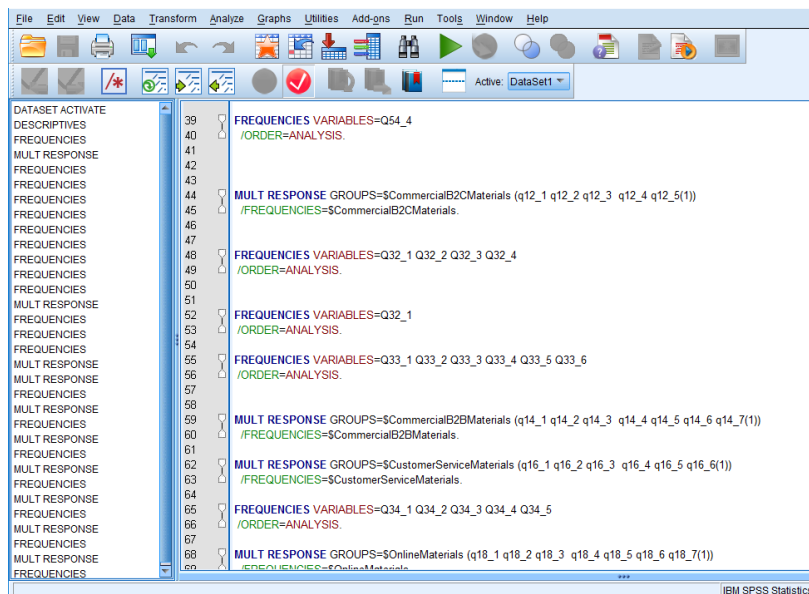 File Edit View Data Transform Analyze Graphs Utilities Add-ons Run Tools Window Help
Active: DataSet1
DATASET ACTIVATE
DESCRIPTIVES
FREQUENCIES
MULT RESPONSE
FREQUENCIES
FREQUENCIES
FREQUENCIES
FREQUENCIES
FREQUENCIES
FREQUENCIES
FREQUENCIES
FREQUENCIES
FREQUENCIES
MULT RESPONSE
FREQUENCIES
FREQUENCIES
FREQUENCIES
MULT RESPONSE
MULT RESPONSE
FREQUENCIES
MULT RESPONSE
FREQUENCIES
MULT RESPONSE
FREQUENCIES
FREQUENCIES
MULT RESPONSE
FREQUENCIES
MULT RESPONSE
FREQUENCIES
MULT RESPONSE
FREQUENCIES
39 FREQUENCIES VARIABLES=Q54_4
40 /ORDER=ANALYSIS.
41
42
43
44 MULT RESPONSE GROUPS=$CommercialB2CMaterials (q12_1 q12_2 q12_3 q12_4 q12_5(1))
45 /FREQUENCIES=$CommercialB2CMaterials.
46
47
48 FREQUENCIES VARIABLES=Q32_1 Q32_2 Q32_3 Q32_4
49 /ORDER=ANALYSIS.
50
51
52 FREQUENCIES VARIABLES=Q32_1
53 /ORDER=ANALYSIS.
54
55 FREQUENCIES VARIABLES=Q33_1 Q33_2 Q33_3 Q33_4 Q33_5 Q33_6
56 /ORDER=ANALYSIS.
57
58
59 MULT RESPONSE GROUPS=$CommercialB2BMaterials (q14_1 q14_2 q14_3 q14_4 q14_5 q14_6 q14_7(1))
60 /FREQUENCIES=$CommercialB2BMaterials.
61
62 MULT RESPONSE GROUPS=$CustomerServiceMaterials (q16_1 q16_2 q16_3 q16_4 q16_5 q16_6(1))
63 /FREQUENCIES=$CustomerServiceMaterials.
64
65 FREQUENCIES VARIABLES=Q34_1 Q34_2 Q34_3 Q34_4 Q34_5
66 /ORDER=ANALYSIS.
67
68 MULT RESPONSE GROUPS=$OnlineMaterials (q18_1 q18_2 q18_3 q18_4 q18_5 q18_6 q18_7(1))
69 /FREQUENCIES=$OnlineMaterials.
IBM SPSS Statistics